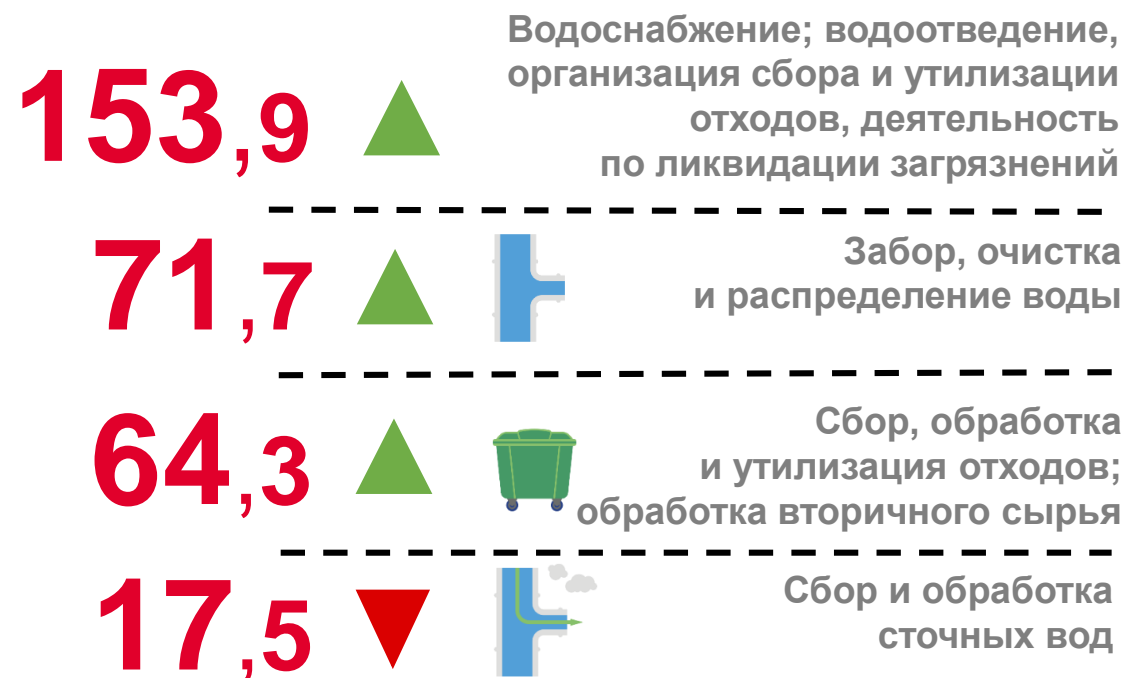 153,9
Водоснабжение; водоотведение,
организация сбора и утилизации
отходов, деятельность
по ликвидации загрязнений
71,7
Забор, очистка
и распределение воды
64,3
Сбор, обработка
и утилизация отходов;
обработка вторичного сырья
17,5
Сбор и обработка
сточных вод